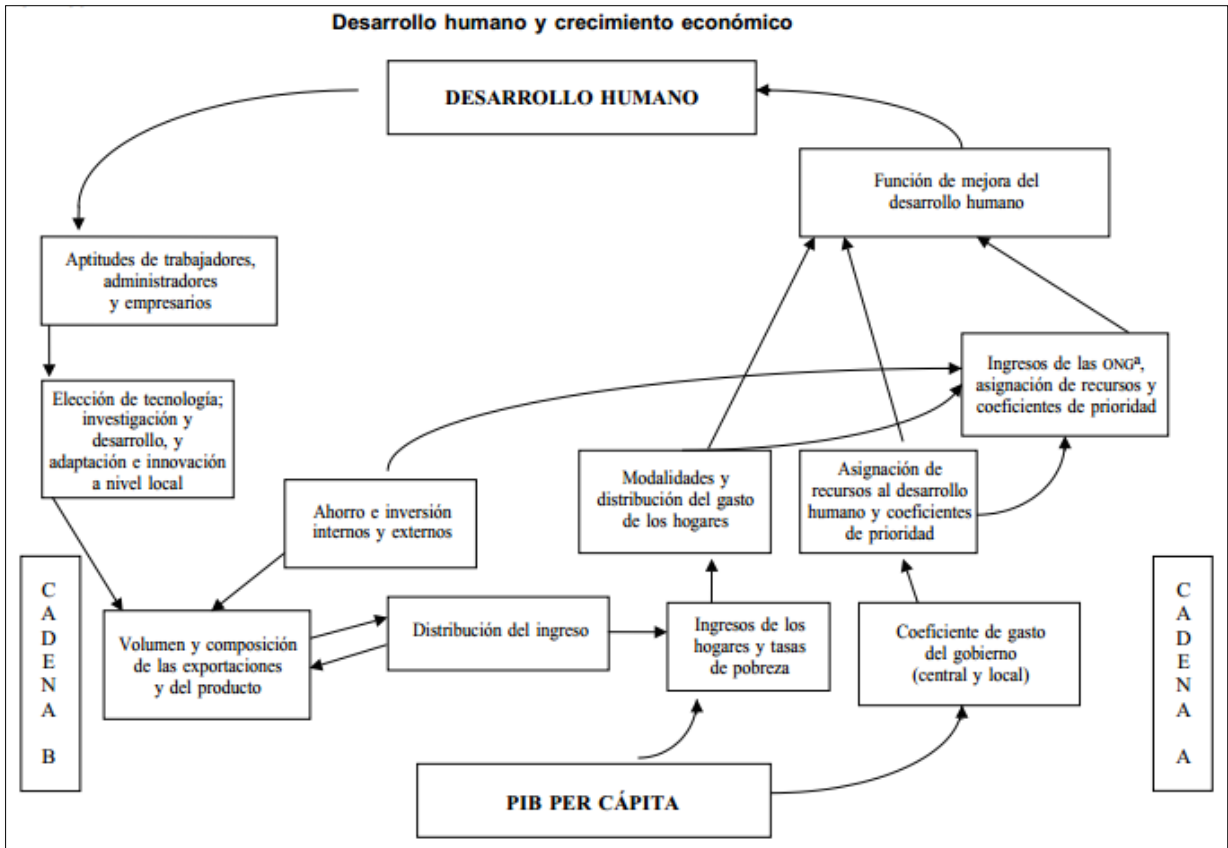 Desarrollo humano y crecimiento económico
DESARROLLO HUMANO
Función de mejora del
desarrollo humano
Aptitudes de trabajadores,
administradores
y empresarios
Ingresos de las ONGª,
asignación de recursos y
coeficientes de prioridad
Elección de tecnología;
investigación y
desarrollo, y
adaptación e innovación
a nivel local
Ahorro e inversión
internos y externos
Modalidades y
distribución del gasto
de los hogares
Asignación de
recursos al desarrollo
humano y coeficientes
de prioridad
CADENA B
Volumen y composición
de las exportaciones
y del producto
Distribución del ingreso
Ingresos de los
hogares y tasas
de pobreza
Coeficiente de gasto
del gobierno
(central y local)
CADENA A
PIB PER CÁPITA